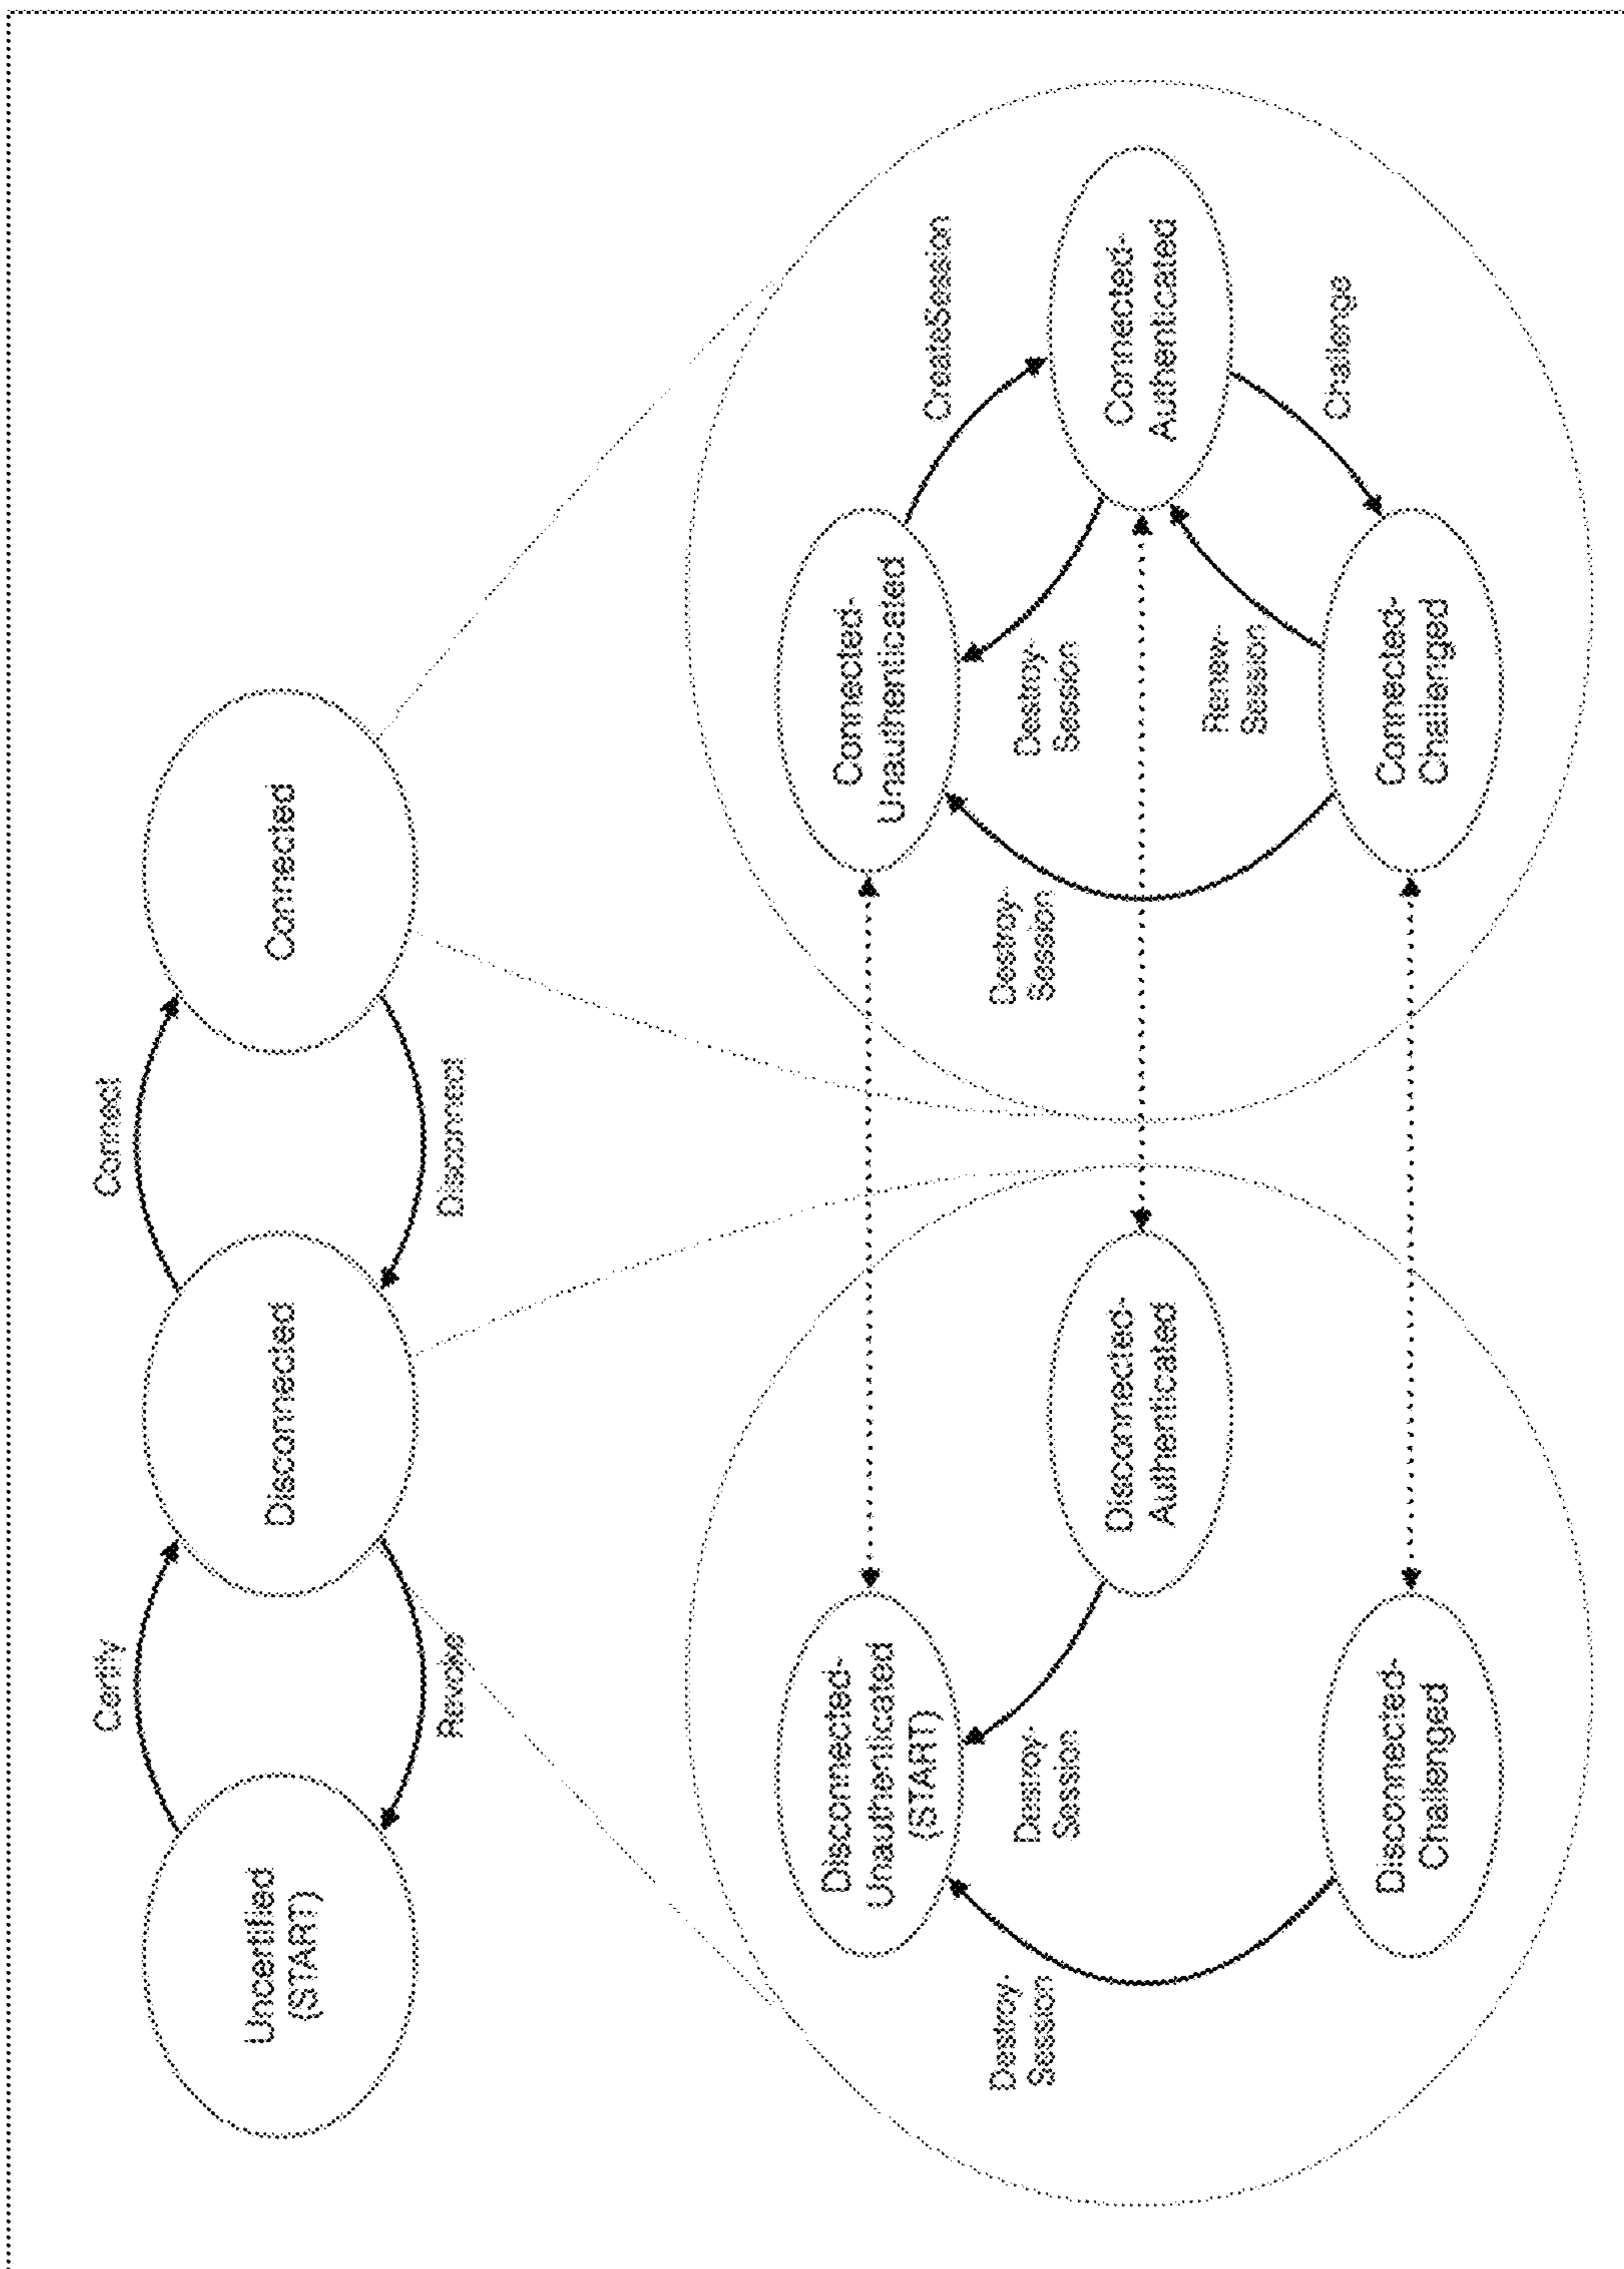 Certify
Connect
Uncertified
(START)
Disconnected
Connected
Revoke
Disconnect
Disconnected-
Unauthenticated
(START)
Connected-
Unauthenticated
CreateSession
Destroy-
Session
Destroy-
Session
Destroy-
Session
Destroy-
Session
Disconnected-
Authenticated
Connected-
Authenticated
Renew-
Session
Challenge
Disconnected-
Challenged
Connected-
Challenged